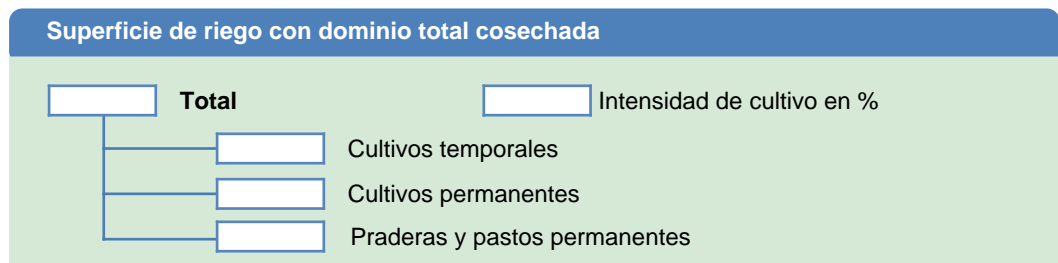 Superficie de riego con dominio total cosechada
Total
Intensidad de cultivo en %
Cultivos temporales
Cultivos permanentes
Praderas y pastos permanentes